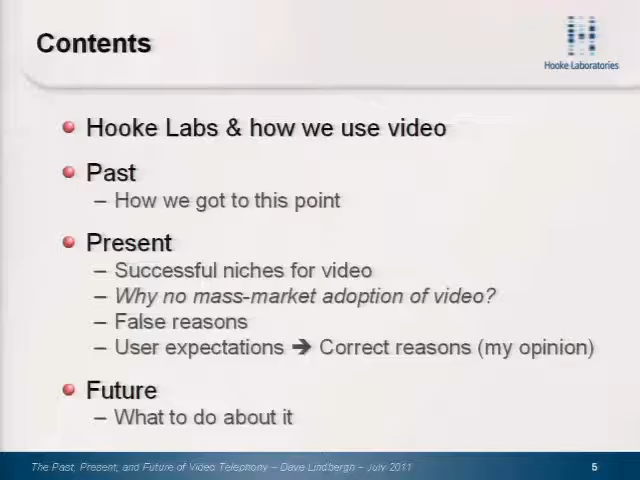 Contents
Hooke Laboratories
Hooke Labs & how we use video
Past
– How we got to this point
Present
– Successful niches for video
– Why no mass-market adoption of video?
– False reasons
– User expectations ➔ Correct reasons (my opinion)
Future
– What to do about it
The Past, Present, and Future of Video Telephony – Dave Lindbergh – July 2011
5